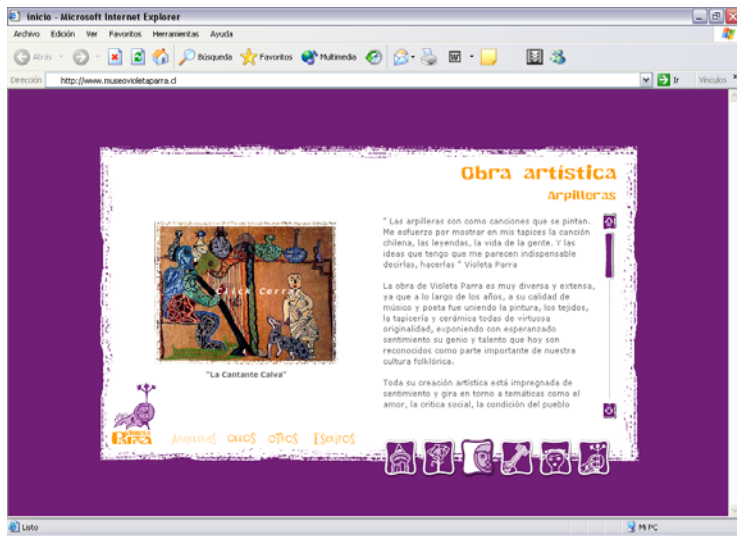 inicio - Microsoft Internet Explorer
Archivo Edición Ver Favoritos Herramientas Ayuda
Atrás Búsqueda Favoritos Multimedia
Dirección http://www.museovioletaparra.cl Ir Vínculos
Obra artística
Arpilleras
" Las arpilleras son como canciones que se pintan.
Me esfuerzo por mostrar en mis tapices la canción
chilena, las leyendas, la vida de la gente. Y las
ideas que tengo que me parecen indispensable
decirlas, hacerlas " Violeta Parra
La obra de Violeta Parra es muy diversa y extensa,
ya que a lo largo de los años, a su calidad de
músico y poeta fue uniendo la pintura, los tejidos,
la tapicería y cerámica todas de virtuosa
originalidad, exponiendo con esperanzado
sentimiento su genio y talento que hoy son
reconocidos como parte importante de nuestra
cultura folklórica.
Toda su creación artística está impregnada de
sentimiento y gira en torno a temáticas como el
amor, la critica social, la condición del pueblo
Click Cerrar
"La Cantante Calva"
Violeta
Parra
Arpilleras Oleos Otros Escritos
Listo Mi PC